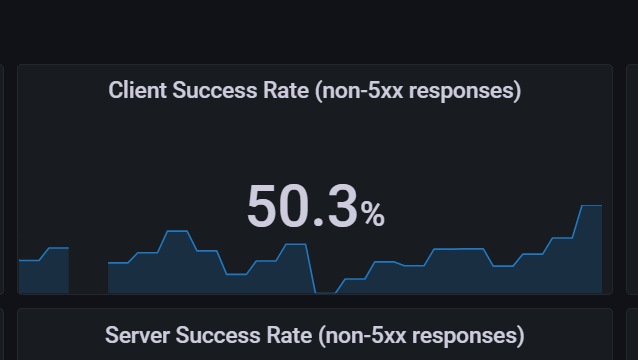 Client Success Rate (non-5xx responses)
50.3%
Server Success Rate (non-5xx responses)